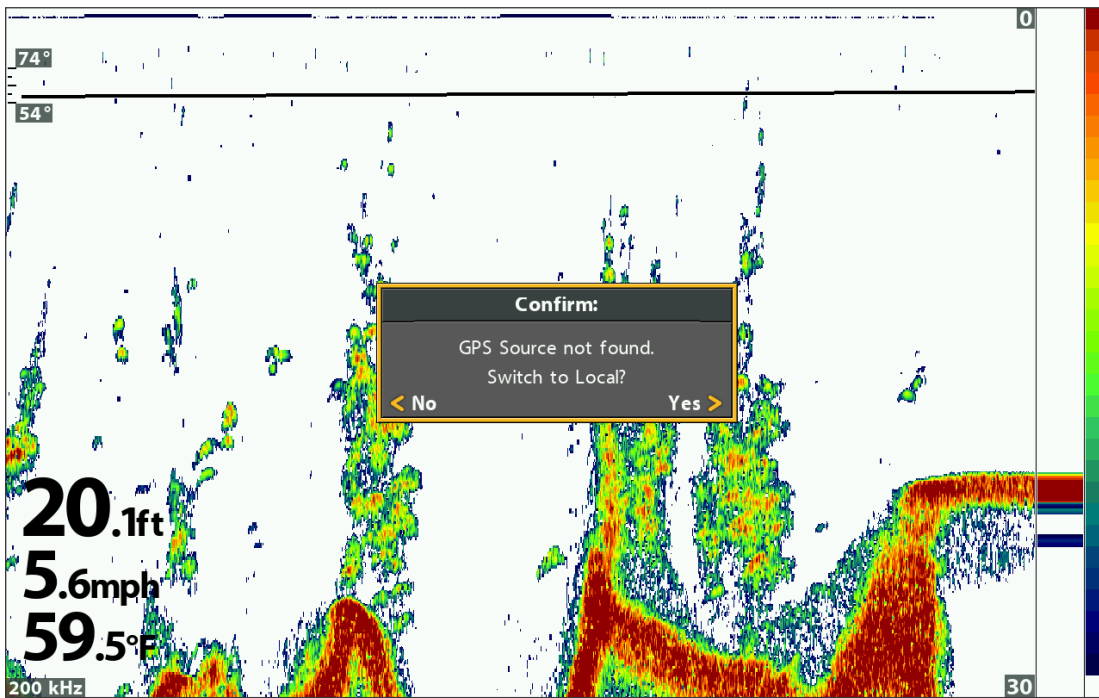 0
74°
54°
Confirm:
GPS Source not found.
Switch to Local?
< No Yes >
20.1ft
5.6mph
59.5°F
200 kHz 30